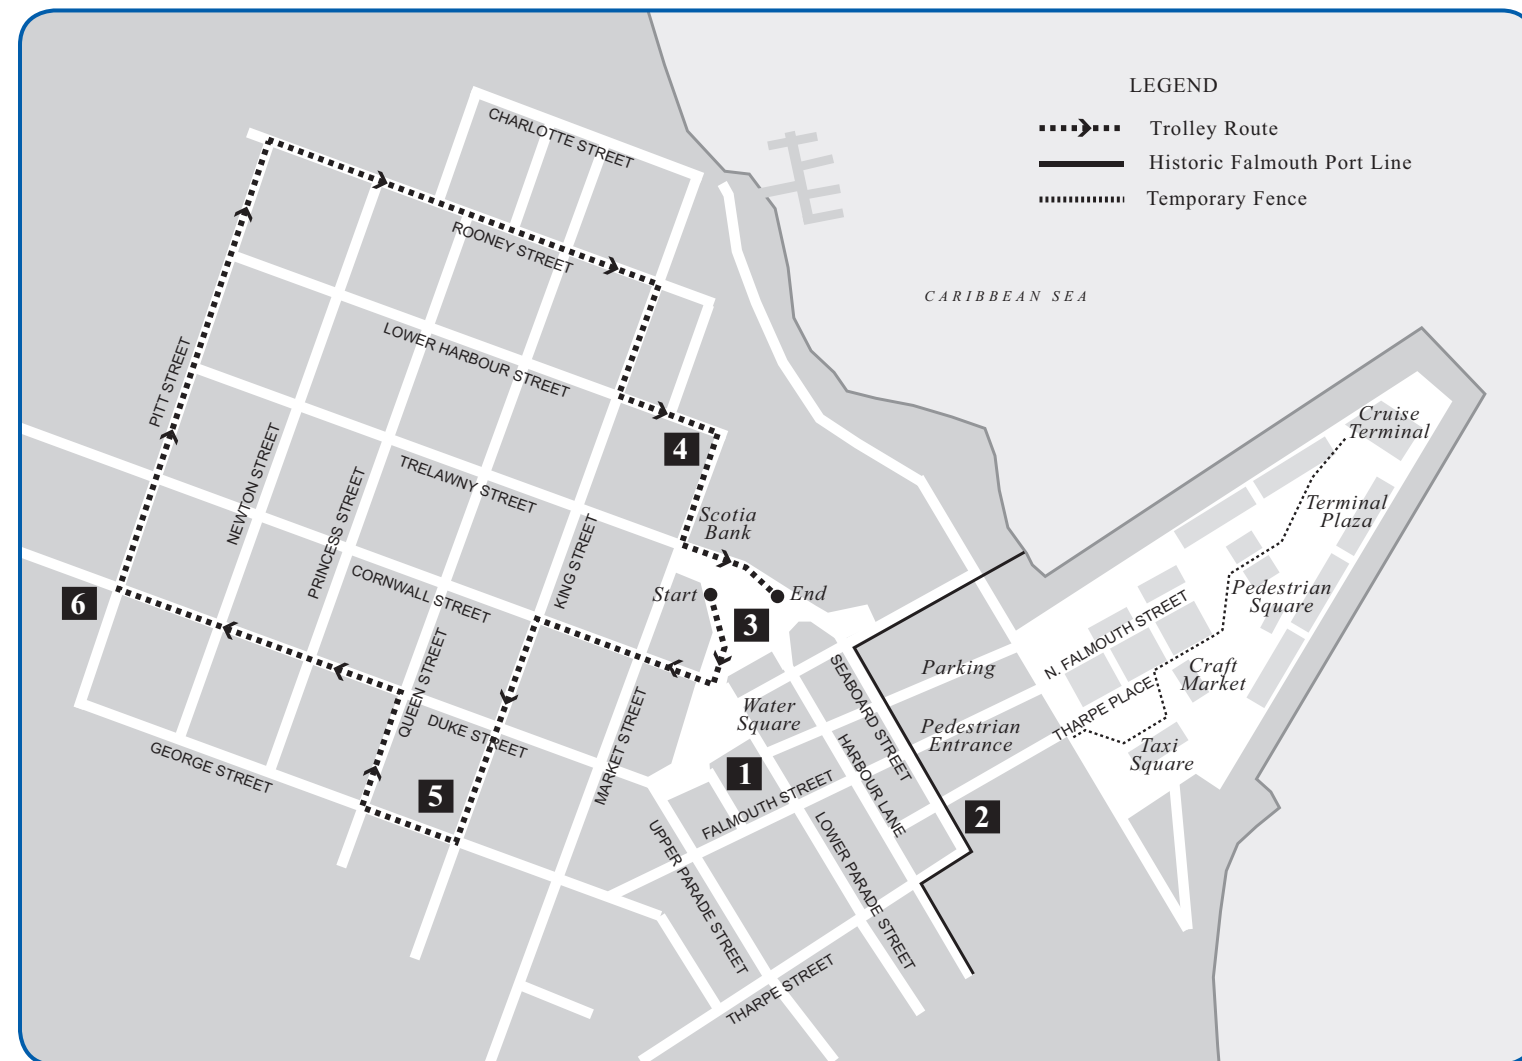 LEGEND
Trolley Route
Historic Falmouth Port Line
Temporary Fence
CHARLOTTE STREET
ROONEY STREET
CARIBBEAN SEA
LOWER HARBOUR STREET
PITT STREET
NEWTON STREET
PRINCESS STREET
TRELAWNY STREET
4
Scotia
Bank
KING STREET
CORNWALL STREET
Start
End
3
6
QUEEN STREET
DUKE STREET
GEORGE STREET
MARKET STREET
5
Water
Square
1
FALMOUTH STREET
UPPER PARADE STREET
LOWER PARADE STREET
HARBOUR LANE
SEABOARD STREET
2
THARPE STREET
Parking
Pedestrian
Entrance
N. FALMOUTH STREET
THARPE PLACE
Taxi
Square
Craft
Market
Pedestrian
Square
Terminal
Plaza
Cruise
Terminal